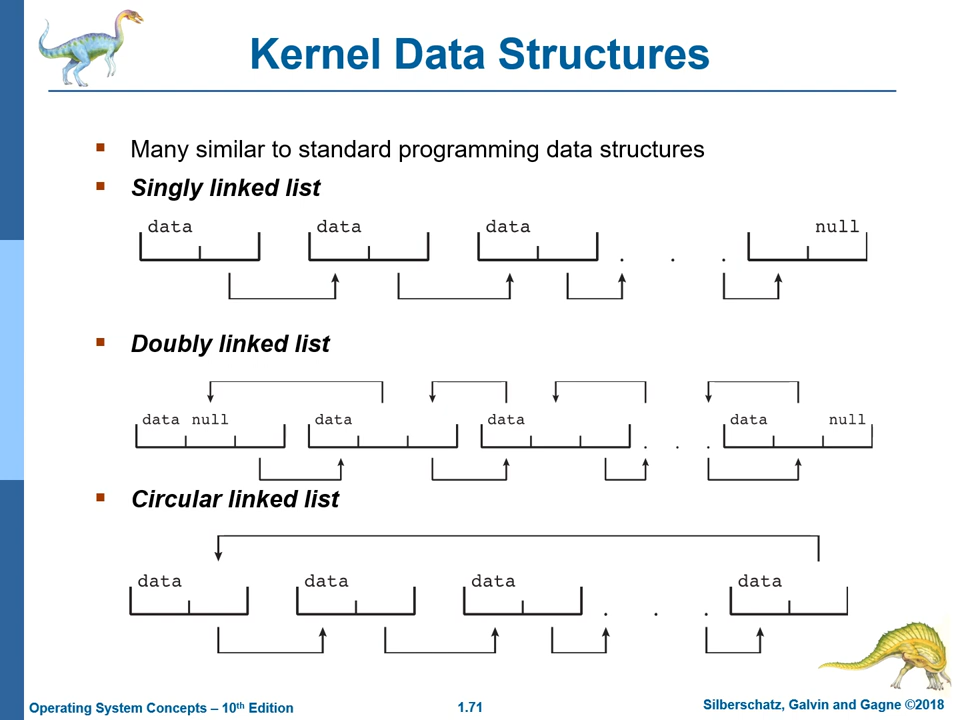 Kernel Data Structures
▪ Many similar to standard programming data structures
▪ Singly linked list
data data data null
. . .
▪ Doubly linked list
data null data data data null
. . .
▪ Circular linked list
data data data data
. . .
Operating System Concepts – 10th Edition 1.71 Silberschatz, Galvin and Gagne ©2018